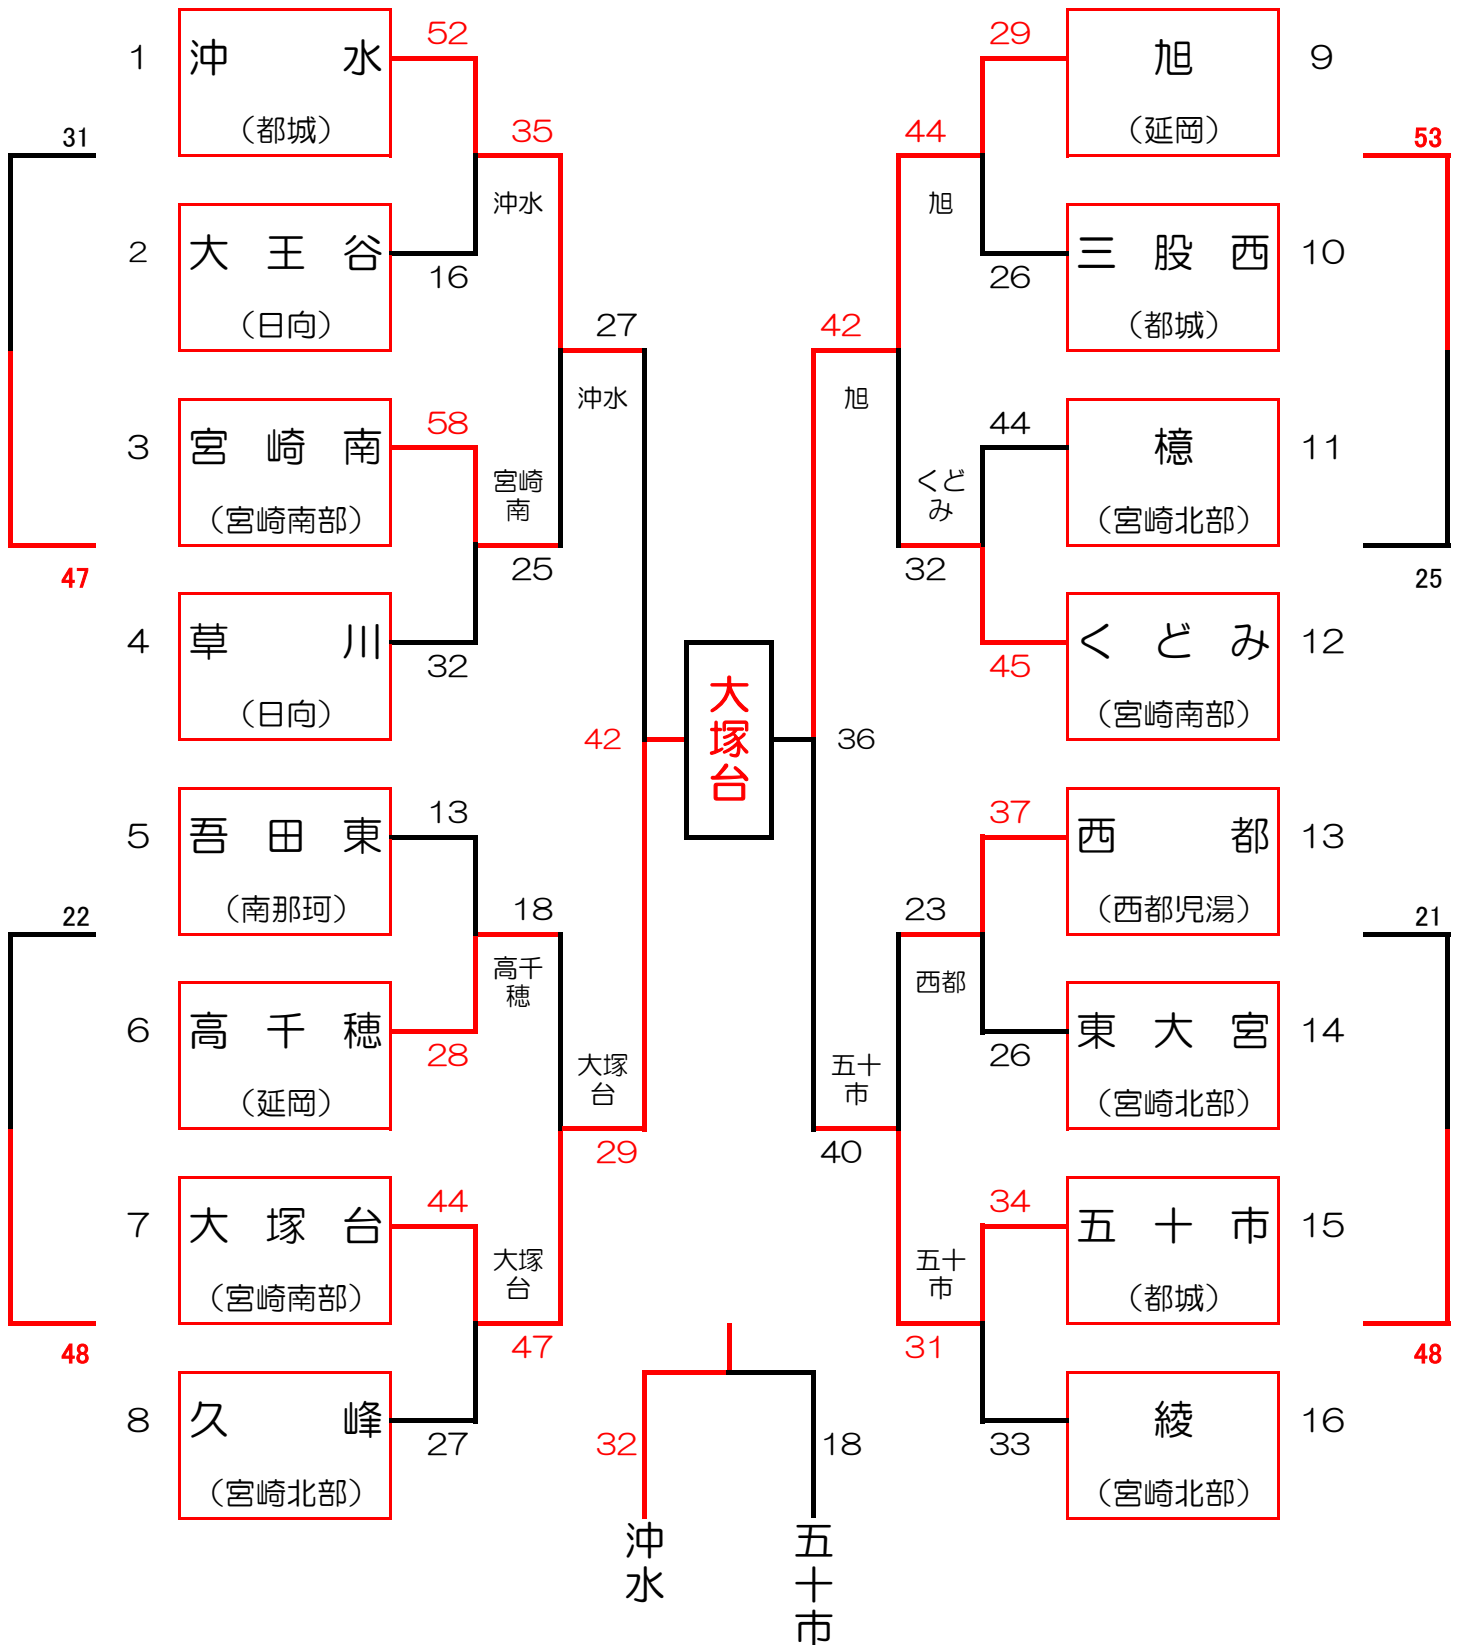 1
沖水
(都城)
52
31
35
沖水
2
大王谷
(日向)
16
27
沖水
3
宮崎南
(宮崎南部)
58
宮崎
南
47
25
4
草川
(日向)
32
42
大塚台
5
吾田東
(南那珂)
13
22
18
高千
穂
6
高千穂
(延岡)
28
大塚
台
29
7
大塚台
(宮崎南部)
44
大塚
台
48
47
8
久峰
(宮崎北部)
27
29
旭
9
(延岡)
44
53
旭
三股西
10
(都城)
26
42
旭
44
檍
11
(宮崎北部)
くど
み
32
25
くどみ
12
(宮崎南部)
45
36
37
西都
13
(西都児湯)
23
21
西都
東大宮
14
(宮崎北部)
26
五十
市
40
34
五十市
15
(都城)
五十
市
31
48
綾
16
(宮崎北部)
33
32
18
沖水
五十市